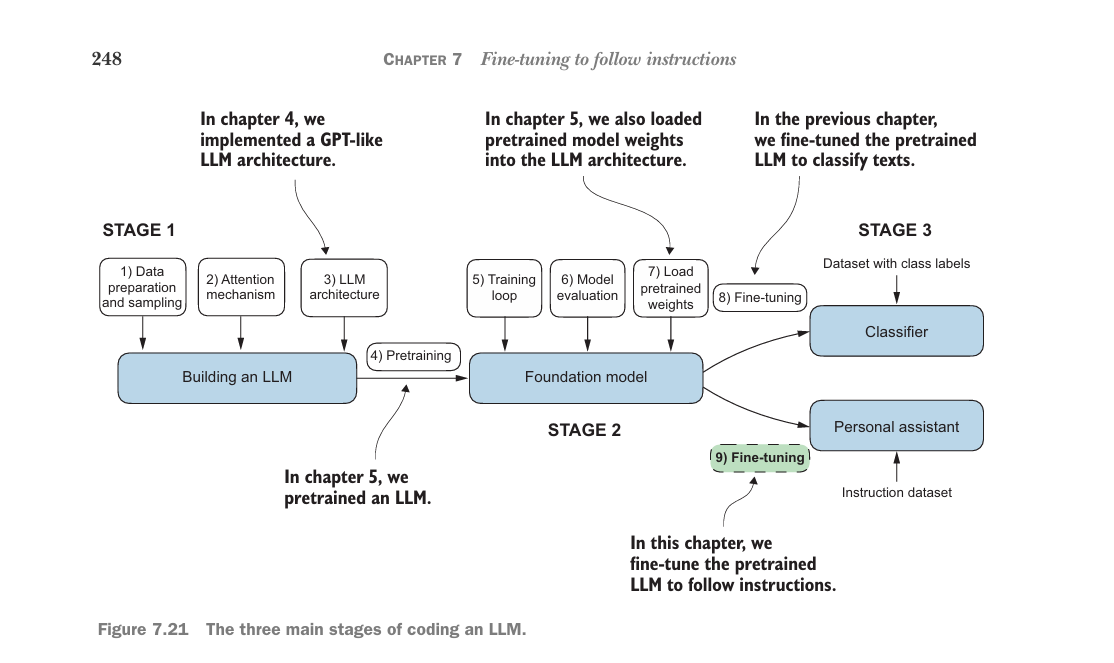 248
CHAPTER 7 Fine-tuning to follow instructions
In chapter 4, we
implemented a GPT-like
LLM architecture.
In chapter 5, we also loaded
pretrained model weights
into the LLM architecture.
In the previous chapter,
we fine-tuned the pretrained
LLM to classify texts.
STAGE 1
1) Data
preparation
and sampling
2) Attention
mechanism
3) LLM
architecture
5) Training
loop
6) Model
evaluation
7) Load
pretrained
weights
8) Fine-tuning
STAGE 3
Dataset with class labels
Classifier
Building an LLM
4) Pretraining
Foundation model
STAGE 2
Personal assistant
9) Fine-tuning
Instruction dataset
In chapter 5, we
pretrained an LLM.
In this chapter, we
fine-tune the pretrained
LLM to follow instructions.
Figure 7.21 The three main stages of coding an LLM.